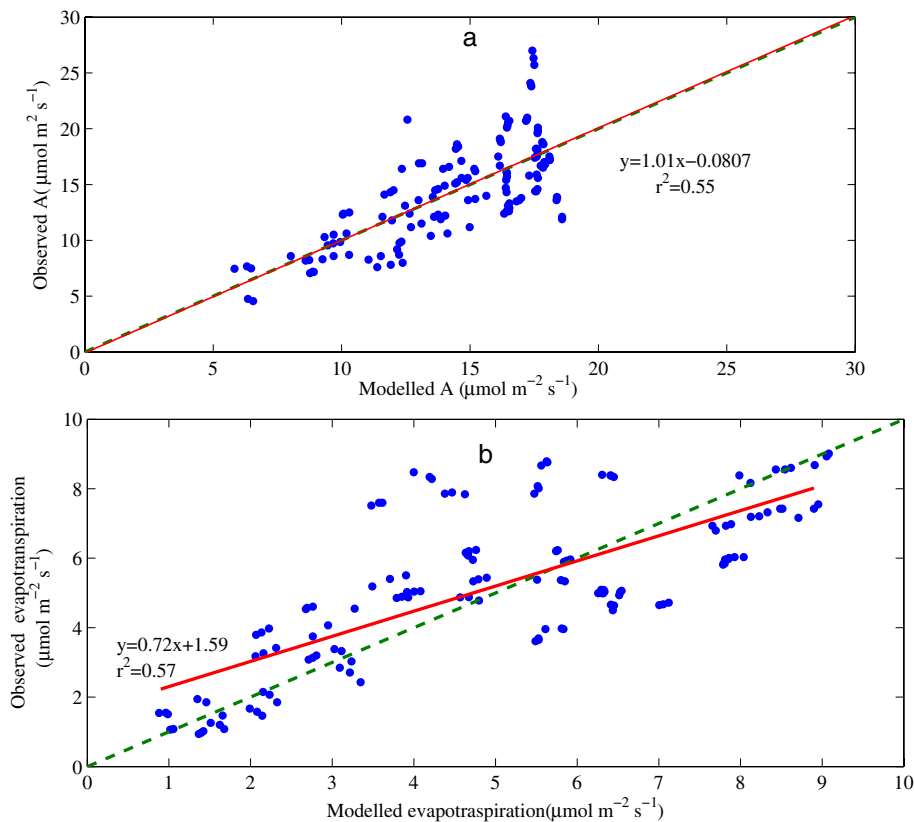 a
30
25
20
15
10
5
0
Observed A( μmol m⁻² s⁻¹)
y=1.01x−0.0807
r²=0.55
0 5 10 15 20 25 30
Modelled A (μmol m⁻² s⁻¹)
b
10
8
6
4
2
0
Observed evapotranspiration
(μmol m⁻² s⁻¹)
y=0.72x+1.59
r²=0.57
0 1 2 3 4 5 6 7 8 9 10
Modelled evapotraspiration(μmol m⁻² s⁻¹)